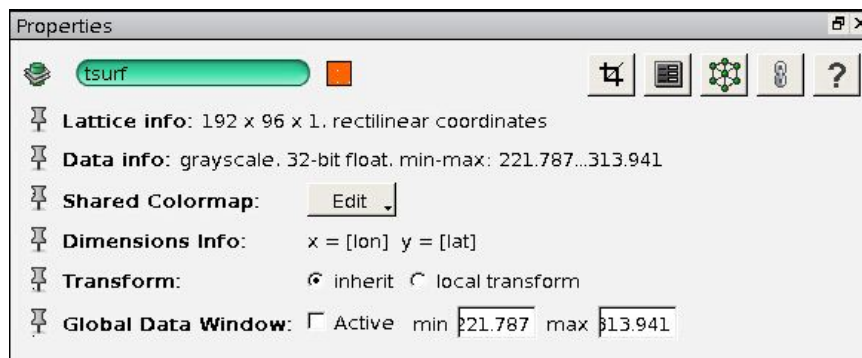 Properties
tsurf
?
Lattice info: 192 x 96 x 1, rectilinear coordinates
Data info: grayscale, 32-bit float, min-max: 221.787...313.941
Shared Colormap: Edit
Dimensions Info: x = [lon] y = [lat]
Transform: inherit local transform
Global Data Window: Active min 221.787 max 313.941